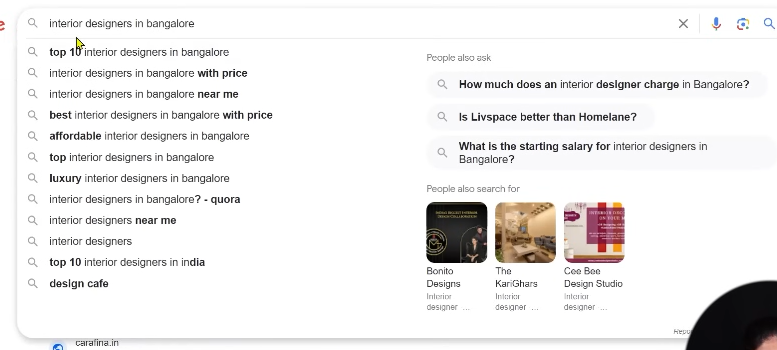 interior designers in bangalore
top 10 interior designers in bangalore
interior designers in bangalore with price
interior designers in bangalore near me
best interior designers in bangalore with price
affordable interior designers in bangalore
top interior designers in bangalore
luxury interior designers in bangalore
interior designers in bangalore? - quora
interior designers near me
interior designers
top 10 interior designers in india
design cafe
People also ask
How much does an interior designer charge in Bangalore?
Is Livspace better than Homelane?
What is the starting salary for interior designers in
Bangalore?
People also search for
Bonito
Designs
Interior
designer ...
The
KariGhars
Interior
designer ...
Cee Bee
Design Studio
Interior
designer ...
carafina.in